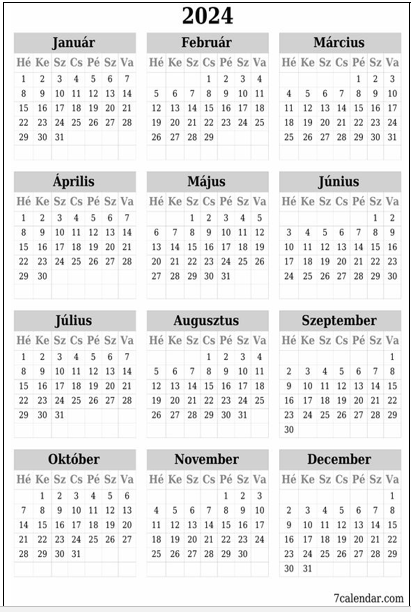 2024
Január Február Március
Hé Ke Sz Cs Pé Sz Va Hé Ke Sz Cs Pé Sz Va Hé Ke Sz Cs Pé Sz Va
1 2 3 4 5 6 7 1 2 3 4 1 2 3
8 9 10 11 12 13 14 5 6 7 8 9 10 11 4 5 6 7 8 9 10
15 16 17 18 19 20 21 12 13 14 15 16 17 18 11 12 13 14 15 16 17
22 23 24 25 26 27 28 19 20 21 22 23 24 25 18 19 20 21 22 23 24
29 30 31 26 27 28 29 25 26 27 28 29 30 31
Április Május Június
Hé Ke Sz Cs Pé Sz Va Hé Ke Sz Cs Pé Sz Va Hé Ke Sz Cs Pé Sz Va
1 2 3 4 5 6 7 1 2 3 4 5 1 2
8 9 10 11 12 13 14 6 7 8 9 10 11 12 3 4 5 6 7 8 9
15 16 17 18 19 20 21 13 14 15 16 17 18 19 10 11 12 13 14 15 16
22 23 24 25 26 27 28 20 21 22 23 24 25 26 17 18 19 20 21 22 23
29 30 27 28 29 30 31 24 25 26 27 28 29 30
Július Augusztus Szeptember
Hé Ke Sz Cs Pé Sz Va Hé Ke Sz Cs Pé Sz Va Hé Ke Sz Cs Pé Sz Va
1 2 3 4 5 6 7 1 2 3 4 1
8 9 10 11 12 13 14 5 6 7 8 9 10 11 2 3 4 5 6 7 8
15 16 17 18 19 20 21 12 13 14 15 16 17 18 9 10 11 12 13 14 15
22 23 24 25 26 27 28 19 20 21 22 23 24 25 16 17 18 19 20 21 22
29 30 31 26 27 28 29 30 31 23 24 25 26 27 28 29
30
Október November December
Hé Ke Sz Cs Pé Sz Va Hé Ke Sz Cs Pé Sz Va Hé Ke Sz Cs Pé Sz Va
1 2 3 4 5 6 1 2 3 1
7 8 9 10 11 12 13 4 5 6 7 8 9 10 2 3 4 5 6 7 8
14 15 16 17 18 19 20 11 12 13 14 15 16 17 9 10 11 12 13 14 15
21 22 23 24 25 26 27 18 19 20 21 22 23 24 16 17 18 19 20 21 22
28 29 30 31 25 26 27 28 29 30 23 24 25 26 27 28 29
30 31
7calendar.com